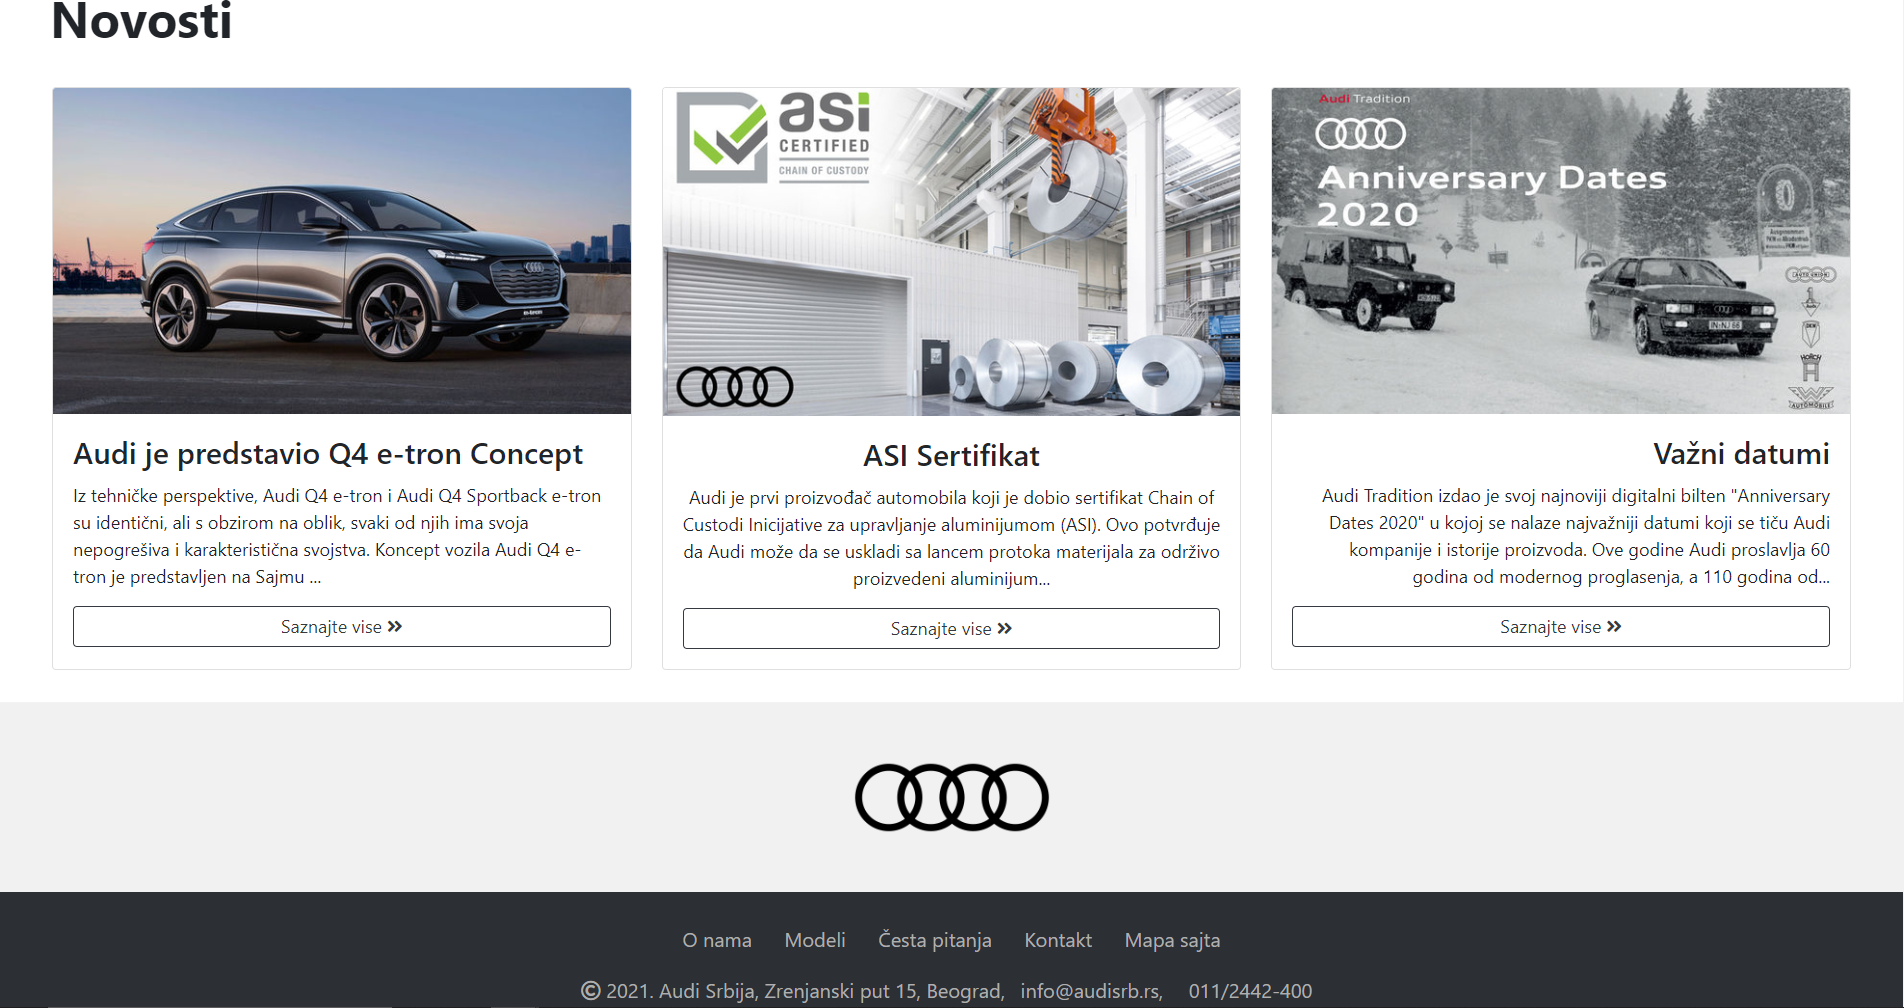 Novosti
asi
CERTIFIED
CHAIN OF CUSTODY
Audi Tradition
Anniversary Dates
2020
Audi je predstavio Q4 e-tron Concept
Iz tehničke perspektive, Audi Q4 e-tron i Audi Q4 Sportback e-tron
su identični, ali s obzirom na oblik, svaki od njih ima svoja
nepogrešiva i karakteristična svojstva. Koncept vozila Audi Q4 e-
tron je predstavljen na Sajmu ...
Saznajte vise
ASI Sertifikat
Audi je prvi proizvođač automobila koji je dobio sertifikat Chain of
Custodi Inicijative za upravljanje aluminijumom (ASI). Ovo potvrđuje
da Audi može da se uskladi sa lancem protoka materijala za održivo
proizvedeni aluminijum...
Saznajte vise
Važni datumi
Audi Tradition izdao je svoj najnoviji digitalni bilten "Anniversary
Dates 2020" u kojoj se nalaze najvažniji datumi koji se tiču Audi
kompanije i istorije proizvoda. Ove godine Audi proslavlja 60
godina od modernog proglasenja, a 110 godina od...
Saznajte vise
O nama Modeli Česta pitanja Kontakt Mapa sajta
© 2021. Audi Srbija, Zrenjanski put 15, Beograd, info@audisrb.rs, 011/2442-400